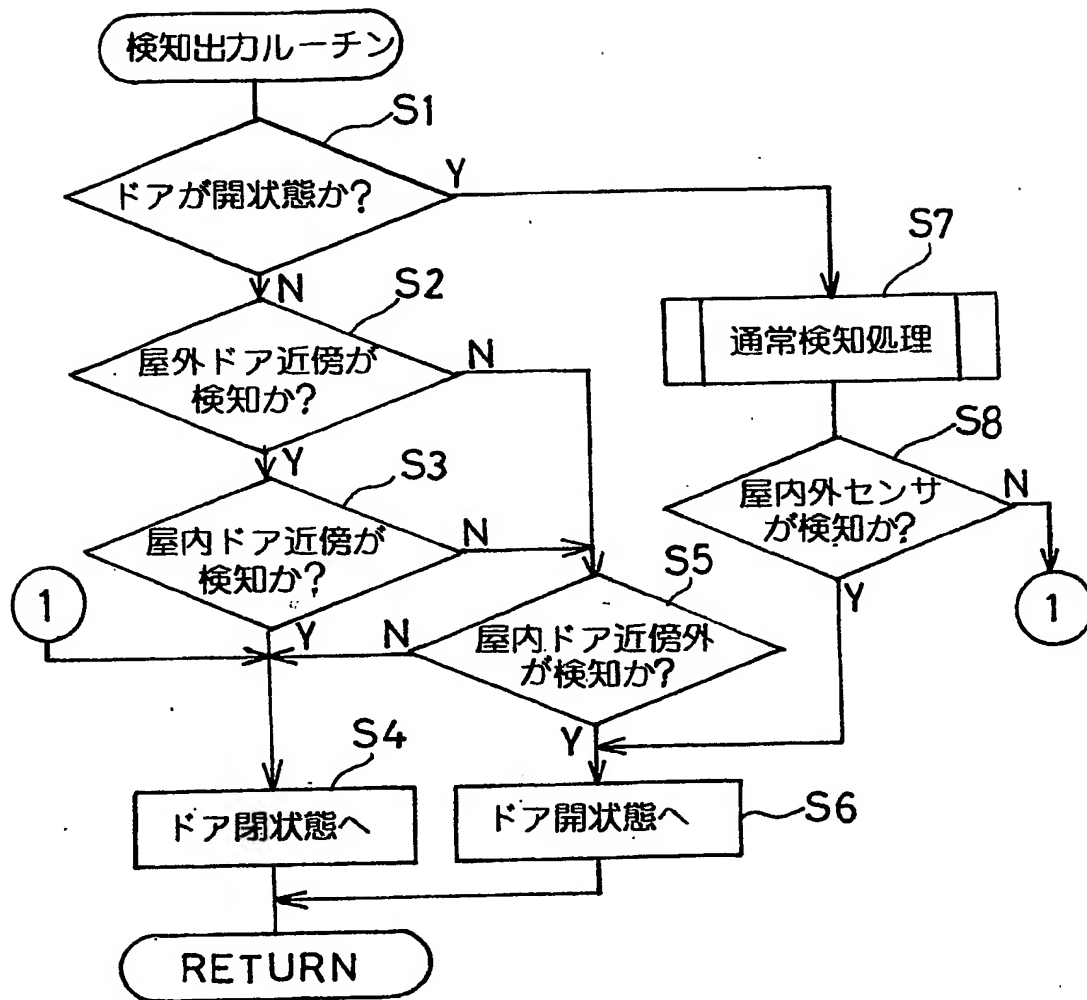 検知出力ルーチン
S1
ドアが開状態か?
Y
N
S2
屋外ドア近傍が
検知か?
N
Y
S3
屋内ドア近傍が
検知か?
N
Y
1
S7
通常検知処理
S8
屋内外センサ
が検知か?
N
Y
1
S5
屋内ドア近傍外
が検知か?
N
Y
S4
ドア閉状態へ
ドア開状態へ
S6
RETURN